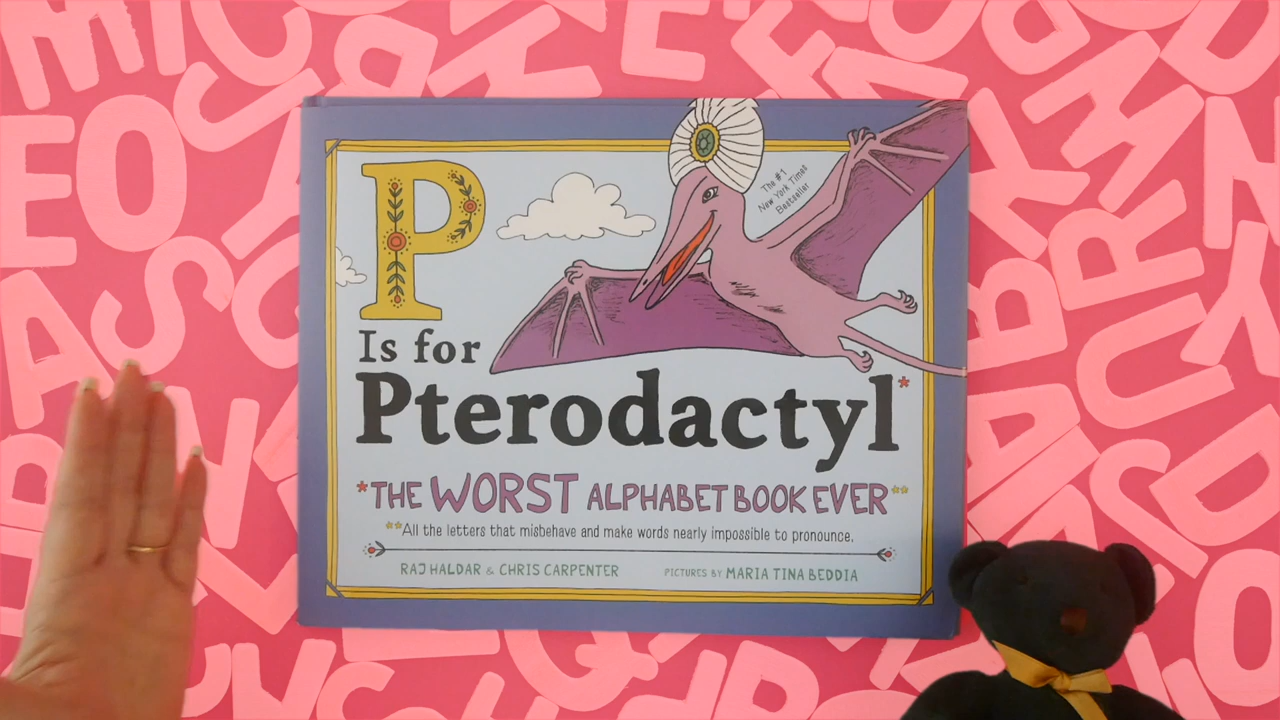 The #1
New York Times
Bestseller
P
Is for
Pterodactyl*
*THE WORST ALPHABET BOOK EVER**
**All the letters that misbehave and make words nearly impossible to pronounce.
RAJ HALDAR & CHRIS CARPENTER PICTURES BY MARIA TINA BEDDIA